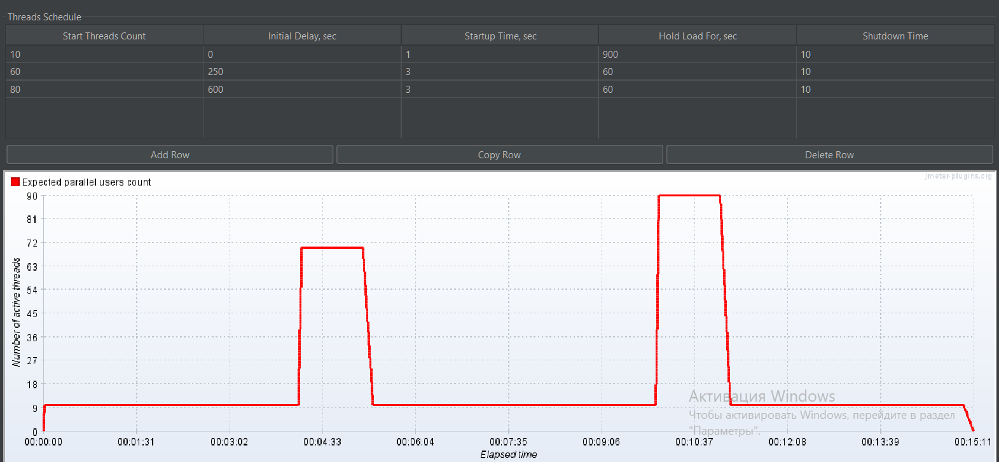 Threads Schedule
Start Threads Count Initial Delay, sec Startup Time, sec Hold Load For, sec Shutdown Time
10 0 1 900 10
60 250 3 60 10
80 600 3 60 10
Add Row Copy Row Delete Row
jmeter-plugins.org
Expected parallel users count
90
81
72
63
54
45
36
27
18
9
0
Number of active threads
00:00:00 00:01:31 00:03:02 00:04:33 00:06:04 00:07:35 00:09:06 00:10:37 00:12:08 00:13:39 00:15:11
Elapsed time
Активация Windows
Чтобы активировать Windows, перейдите в раздел
"Параметры".